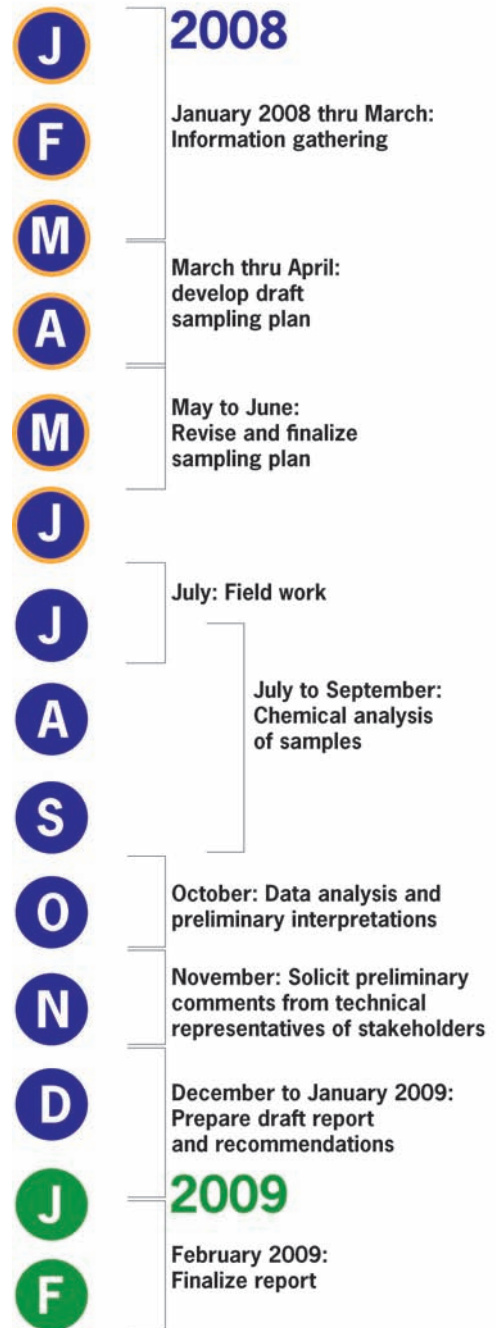 J
2008
F
January 2008 thru March:
Information gathering
M
March thru April:
develop draft
sampling plan
A
M
May to June:
Revise and finalize
sampling plan
J
J
July: Field work
A
July to September:
Chemical analysis
of samples
S
O
October: Data analysis and
preliminary interpretations
N
November: Solicit preliminary
comments from technical
representatives of stakeholders
D
December to January 2009:
Prepare draft report
and recommendations
J
2009
F
February 2009:
Finalize report